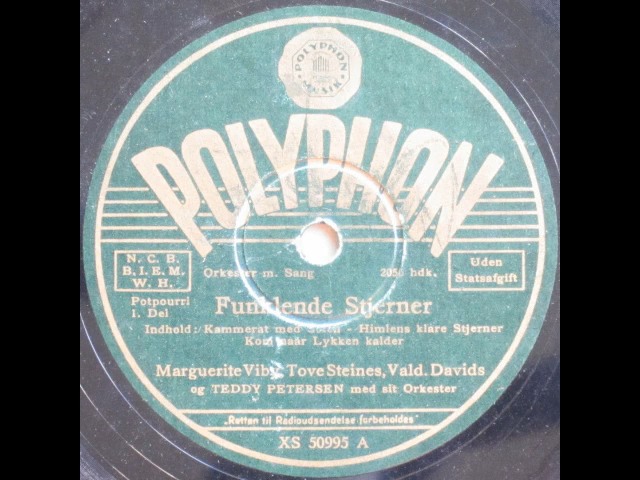 POLYPHON
MUSIK
POLYPHON
N. C. B.
B. I. E. M.
W. H.
Orkester m. Sang
hdk.
Uden
Statsafgift
Potpourri
1. Del
Funklende Stjerner
Indhold: Kammerat med Solen - Himlens klare Stjerner
Kom naar Lykken kalder
Marguerite Viby, Tove Steines, Vald. Davids
og TEDDY PETERSEN med sit Orkester
„Retten til Radioudsendelse forbeholdes"
XS 50995 A